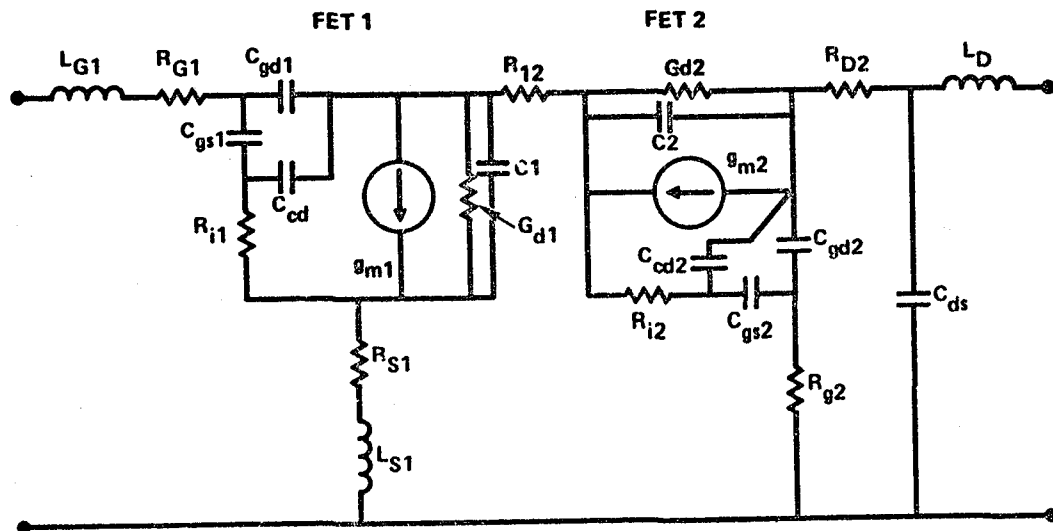 FET 1
FET 2
LG1
RG1
Cgd1
R12
Gd2
RD2
LD
Cgs1
C2
C1
gm2
Ccd
Ri1
Gd1
Ccd2
Cgd2
gm1
Ri2
Cgs2
Cds
RS1
Rg2
LS1